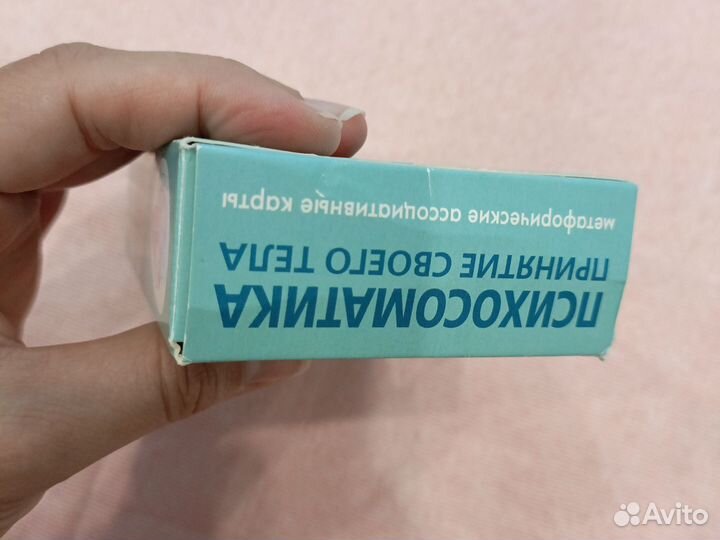 ПСИХОСОМАТИКА
ПРИНЯТИЕ СВОЕГО ТЕЛА
метафорические ассоциативные карты
Avito